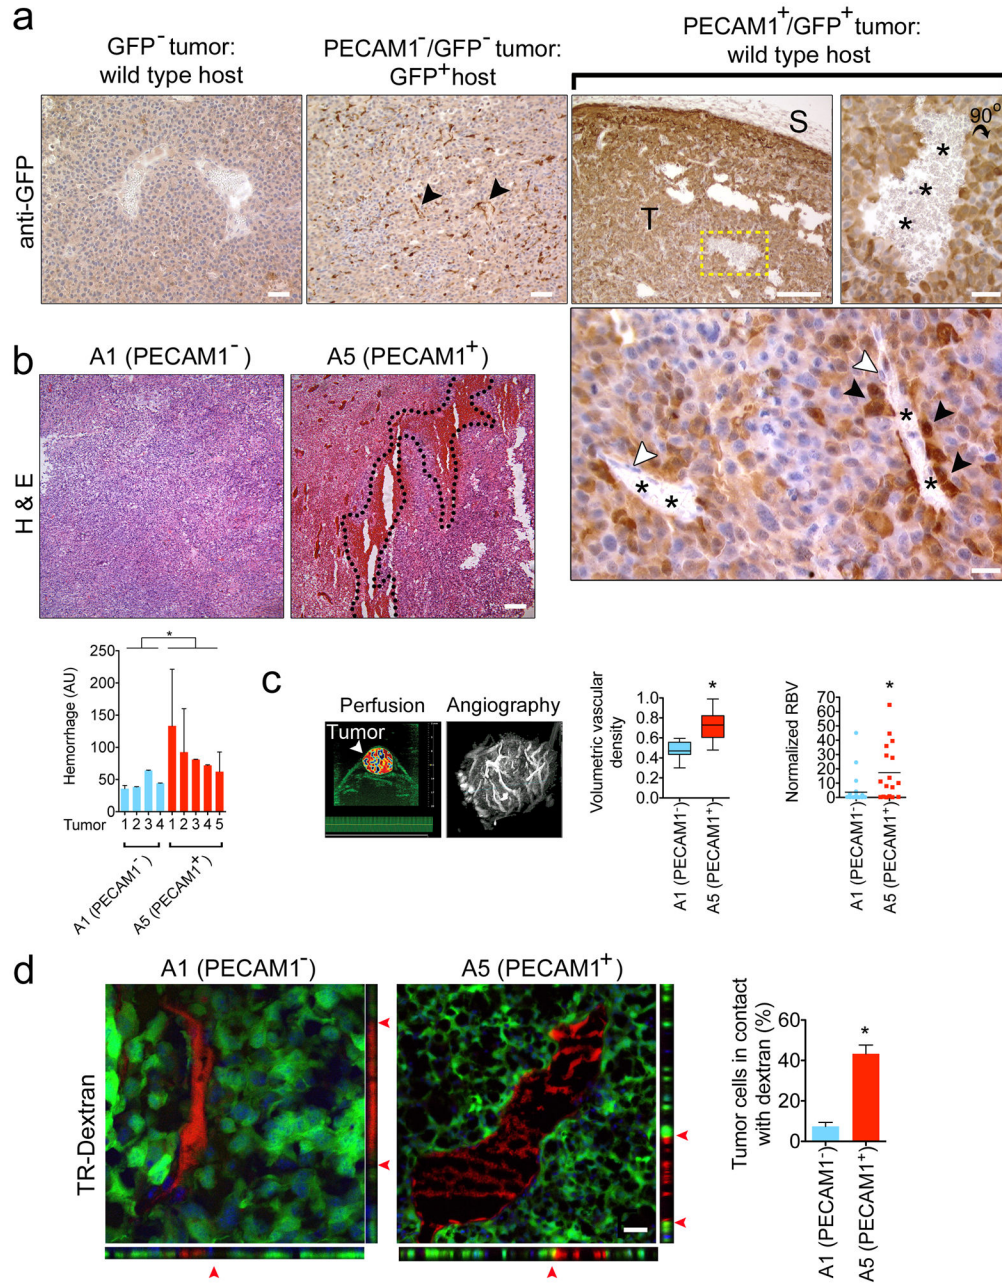 a
GFP⁻ tumor:
wild type host
PECAM1⁻/GFP⁻ tumor:
GFP⁺host
PECAM1⁺/GFP⁺ tumor:
wild type host
anti-GFP
S
T
90°
*
*
*
*
*
*
*
b
A1 (PECAM1⁻)
A5 (PECAM1⁺)
H & E
*
250
200
150
100
50
0
Hemorrhage (AU)
Tumor 1 2 3 4 1 2 3 4 5
A1 (PECAM1⁻)
A5 (PECAM1⁺)
c
Perfusion
Angiography
Tumor
*
1.0
0.8
0.6
0.4
0.2
0.0
Volumetric vascular
density
A1 (PECAM1⁻)
A5 (PECAM1⁺)
*
70
60
50
40
30
20
10
0
Normalized RBV
A1 (PECAM1⁻)
A5 (PECAM1⁺)
d
A1 (PECAM1⁻)
A5 (PECAM1⁺)
TR-Dextran
*
60
40
20
0
Tumor cells in contact
with dextran (%)
A1 (PECAM1⁻)
A5 (PECAM1⁺)